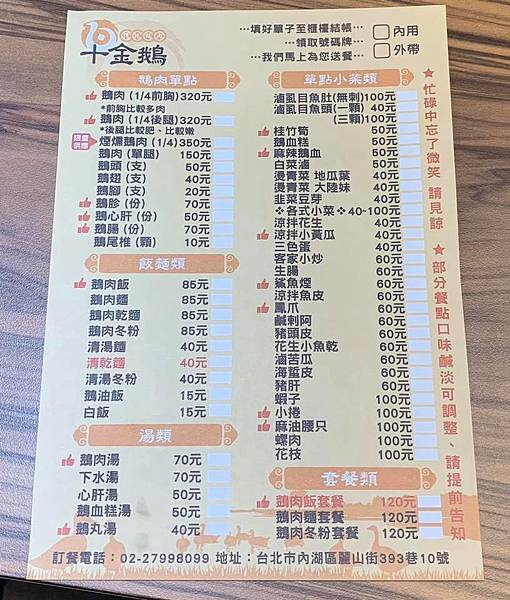 十金鵝
…填好單子至櫃檯結帳…
…領取號碼牌…
…我們馬上為您送餐…
內用
外帶
鵝肉單點
鵝肉 (1/4前胸) 320元
*前胸比較多肉
鵝肉 (1/4後腿) 320元
*後腿比較肥、比較嫩
限量供應 煙燻鵝肉 (1/4) 350元
鵝肉 (單腿) 150元
鵝頭 (支) 50元
鵝翅 (支) 40元
鵝腳 (支) 20元
鵝胗 (份) 70元
鵝心肝 (份) 50元
鵝腸 (份) 70元
鵝尾椎 (顆) 10元
飯麵類
鵝肉飯 85元
鵝肉麵 85元
鵝肉乾麵 85元
鵝肉冬粉 85元
清湯麵 40元
清乾麵 40元
清湯冬粉 40元
鵝油飯 15元
白飯 15元
湯類
鵝肉湯 70元
下水湯 70元
心肝湯 50元
鵝血糕湯 50元
鵝丸湯 40元
單點小菜類
滷虱目魚肚(無刺) 100元
滷虱目魚頭(一顆) 40元
(三顆) 100元
桂竹筍 50元
鵝血糕 50元
麻辣鵝血 50元
白菜滷 50元
燙青菜 地瓜葉 40元
燙青菜 大陸妹 40元
韭菜豆芽 40元
❖各式小菜❖ 40-100元
涼拌花生 40元
涼拌小黃瓜 40元
三色蛋 40元
客家小炒 60元
生腸 60元
鯊魚煙 60元
涼拌魚皮 60元
鳳爪 60元
鹹剌阿 60元
豬頭皮 60元
花生小魚乾 60元
滷苦瓜 60元
海蜇皮 60元
豬肝 60元
蝦子 100元
小捲 100元
麻油腰只 100元
螺肉 100元
花枝 100元
套餐類
鵝肉飯套餐 120元
鵝肉麵套餐 120元
鵝肉冬粉套餐 120元
★ 忙碌中忘了微笑 請見諒 ★ 部分餐點口味鹹淡可調整、請提前告知
訂餐電話：02-27998099 地址：台北市內湖區麗山街393巷10號